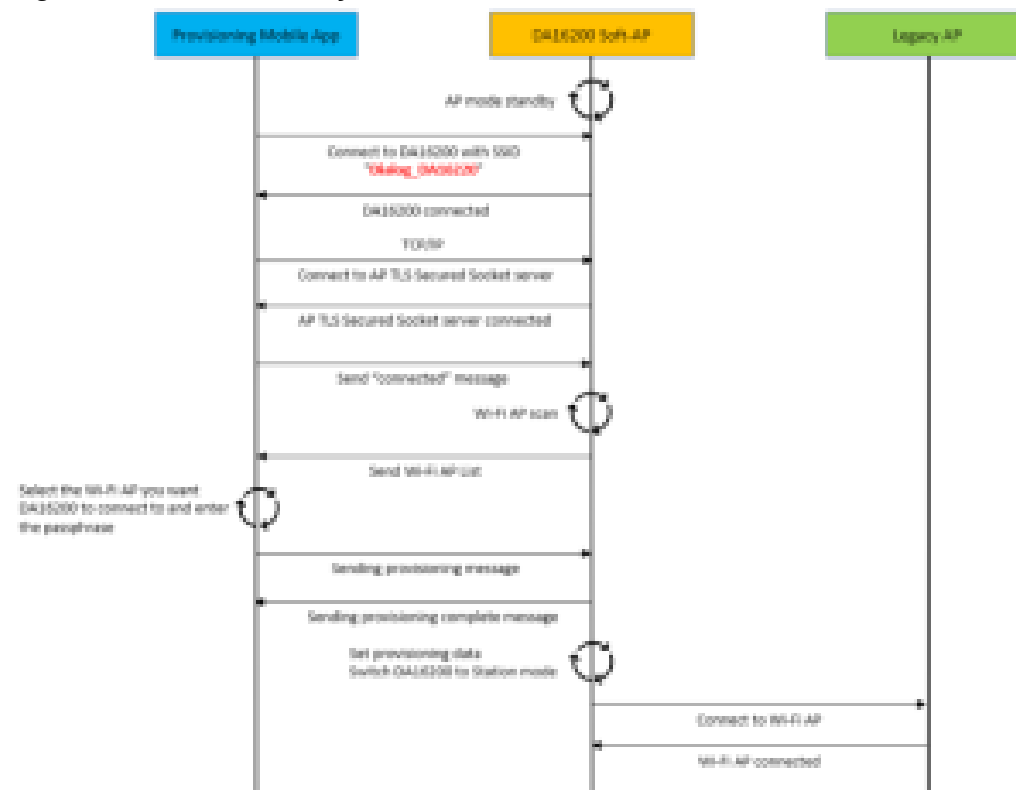 Provisioning Mobile App
DA16200 Soft-AP
Legacy AP
AP mode standby
Connect to DA16200 with SSID
"Dialog_DA16200"
DA16200 connected
TCP/IP
Connect to AP TLS Secured Socket server
AP TLS Secured Socket server connected
Send "connected" message
Wi-Fi AP scan
Send Wi-Fi AP List
Select the Wi-Fi AP you want
DA16200 to connect to and enter
the passphrase
Sending provisioning message
Sending provisioning complete message
Set provisioning data
Switch DA16200 to Station mode
Connect to Wi-Fi AP
Wi-Fi AP connected